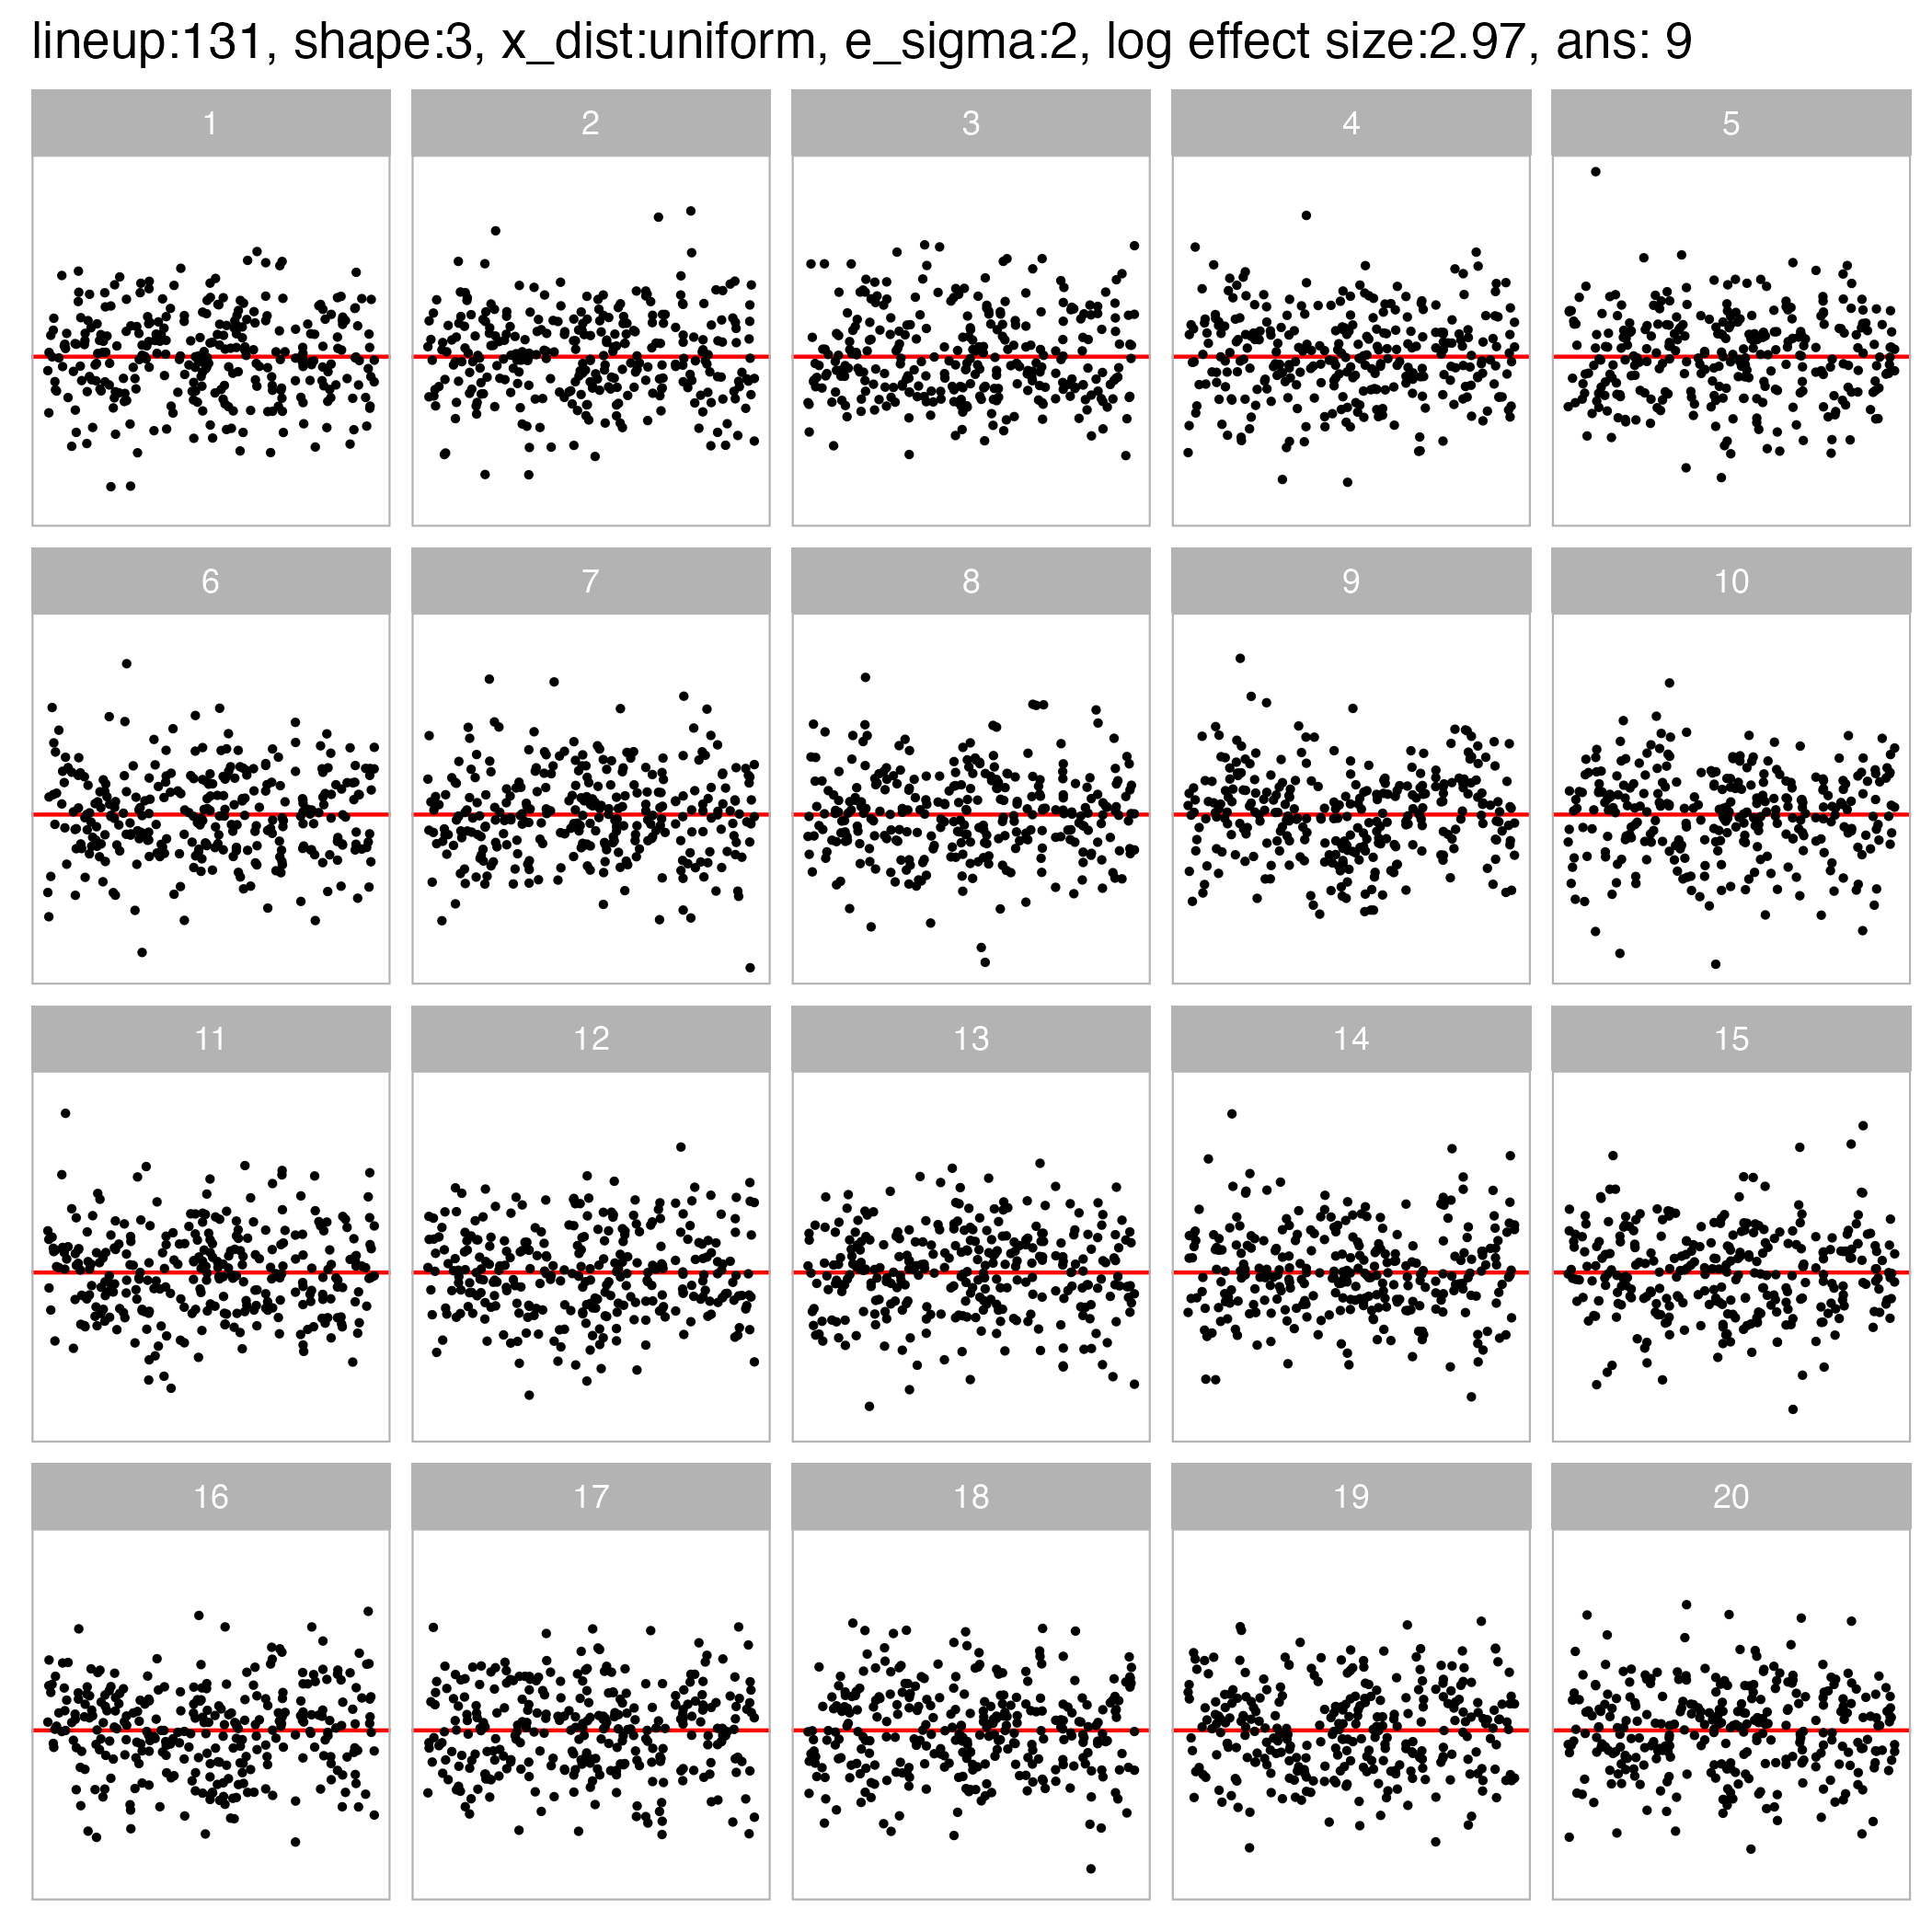 lineup:131, shape:3, x_dist:uniform, e_sigma:2, log effect size:2.97, ans: 9
1 2 3 4 5
6 7 8 9 10
11 12 13 14 15
16 17 18 19 20